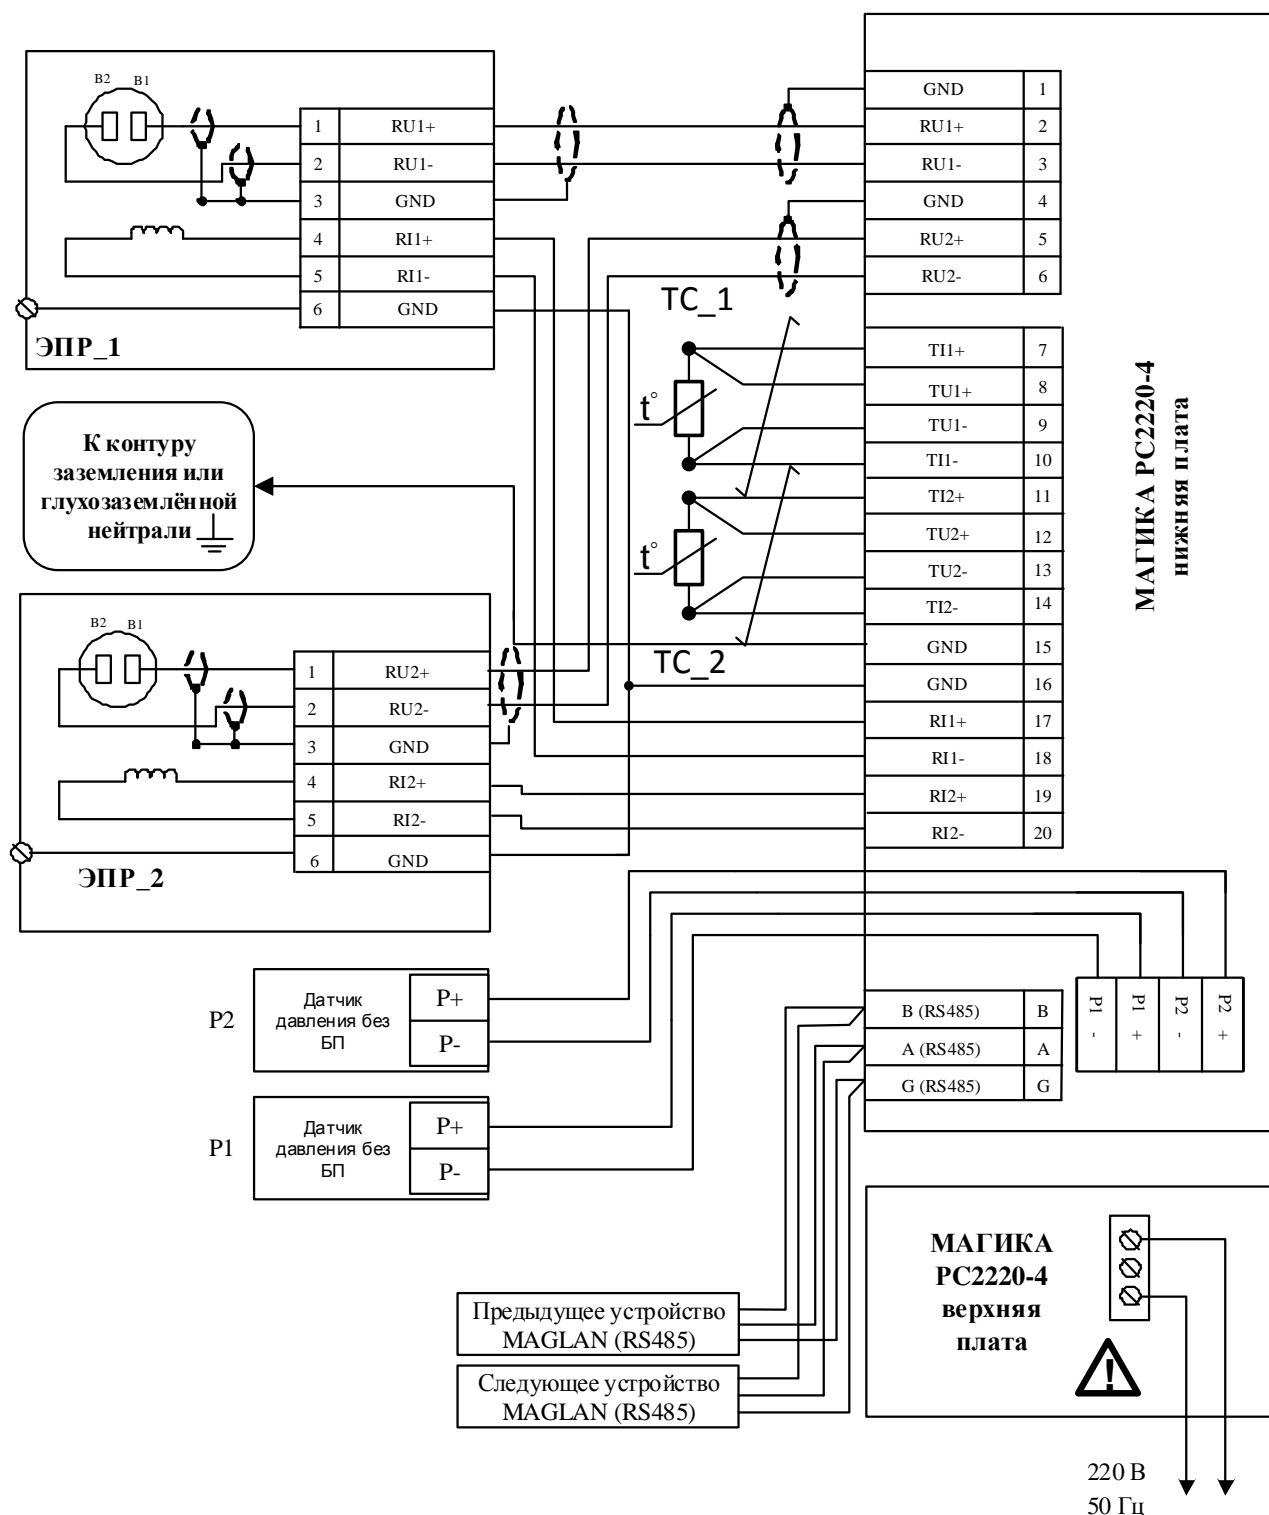 B2 B1
1 RU1+
2 RU1-
3 GND
4 RI1+
5 RI1-
6 GND
ЭПР_1
GND 1
RU1+ 2
RU1- 3
GND 4
RU2+ 5
RU2- 6
TC_1
t°
TI1+ 7
TU1+ 8
TU1- 9
TI1- 10
TI2+ 11
TU2+ 12
TU2- 13
TI2- 14
GND 15
GND 16
RI1+ 17
RI1- 18
RI2+ 19
RI2- 20
t°
TC_2
МАГИКА РС2220-4
нижняя плата
К контуру
заземления или
глухозаземлённой
нейтрали
B2 B1
1 RU2+
2 RU2-
3 GND
4 RI2+
5 RI2-
6 GND
ЭПР_2
P2
Датчик
давления без
БП
P+
P-
P1
Датчик
давления без
БП
P+
P-
B (RS485) B
A (RS485) A
G (RS485) G
P1 -
P1 +
P2 -
P2 +
МАГИКА
РС2220-4
верхняя
плата
!
Предыдущее устройство
MAGLAN (RS485)
Следующее устройство
MAGLAN (RS485)
220 В
50 Гц